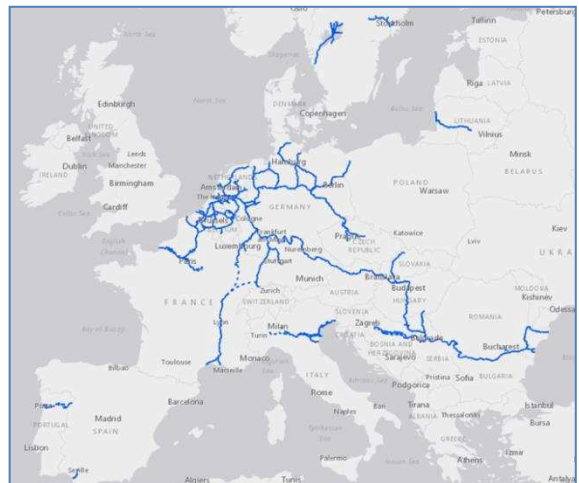 Petersburg
Tallinn
Stockholm
ESTONIA
North Sea
Riga
LATVIA
Edinburgh
DENMARK
Copenhagen
Baltic Sea
LITHUANIA
Vilnius
Belfast
UNITED
KINGDOM
Leeds
Minsk
Dublin
Manchester
Hamburg
IRELAND
Birmingham
BELARUS
Amsterdam
Berlin
POLAND
Warsaw
Cardiff
Celtic Sea
Cologne
GERMANY
Brussels
English
Channel
Frankfurt
Prague
Katowice
Kiev
Luxembourg
CZECH
REPUBLIC
Lviv
Paris
Nuremberg
UKRA
Stuttgart
SLOVAKIA
Munich
Bratislava
Zurich
AUSTRIA
Budapest
MOLDOVA
FRANCE
SWITZERLAND
HUNGARY
Kishinev
SLOVENIA
ROMANIA
Odessa
Bay of Biscay
Lyon
Milan
Zagreb
Turin
CROATIA
Belgrade
BOSNIA AND
HERZEGOVINA
Bucharest
Toulouse
Monaco
Sarajevo
SERBIA
Bilbao
Marseille
ITALY
Pristina
Sofia
BULGARIA
Podgorica
Barcelona
Rome
Istanbul
Porto
Madrid
Naples
Bari
Tirana
Thessaloniki
Bursa
PORTUGAL
SPAIN
ALBANIA
Lisbon
GREECE
Izmir
Palermo
Athens
Seville
Algiers
Tunis
Antalya